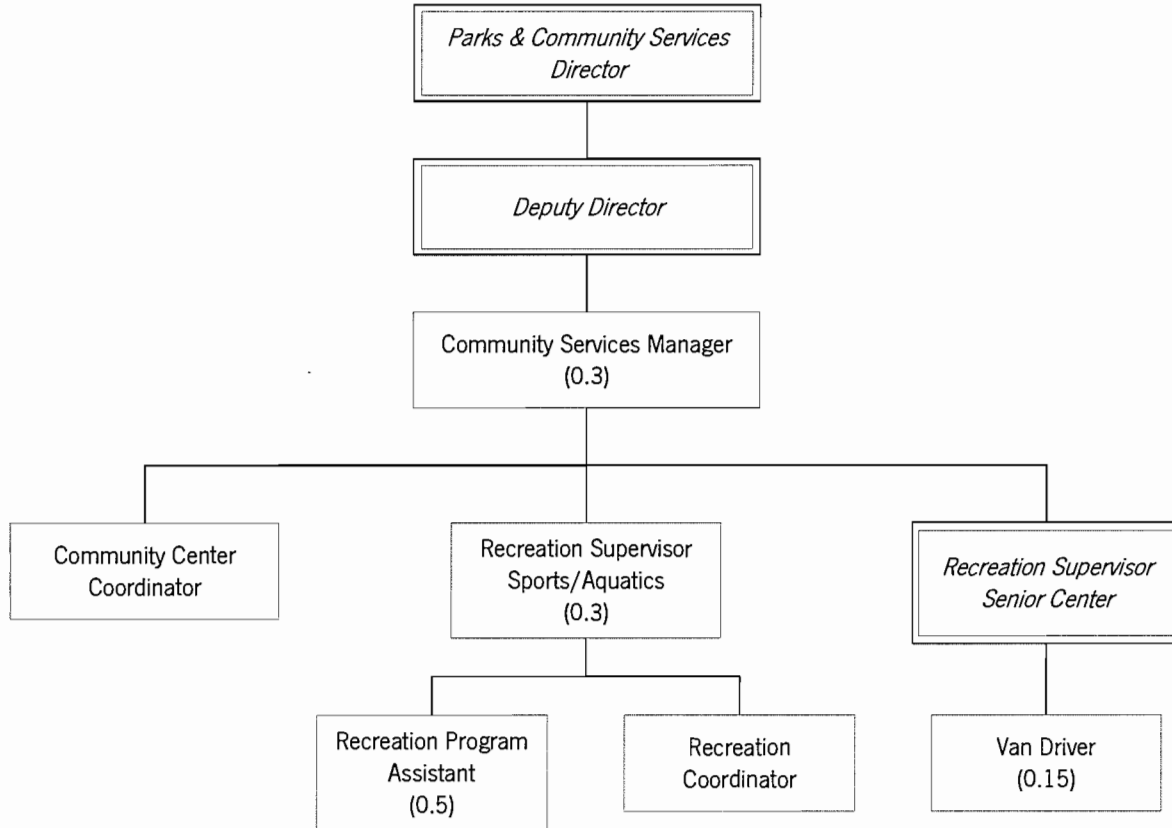 Parks & Community Services
Director
Deputy Director
Community Services Manager
(0.3)
Community Center
Coordinator
Recreation Supervisor
Sports/Aquatics
(0.3)
Recreation Supervisor
Senior Center
Recreation Program
Assistant
(0.5)
Recreation
Coordinator
Van Driver
(0.15)